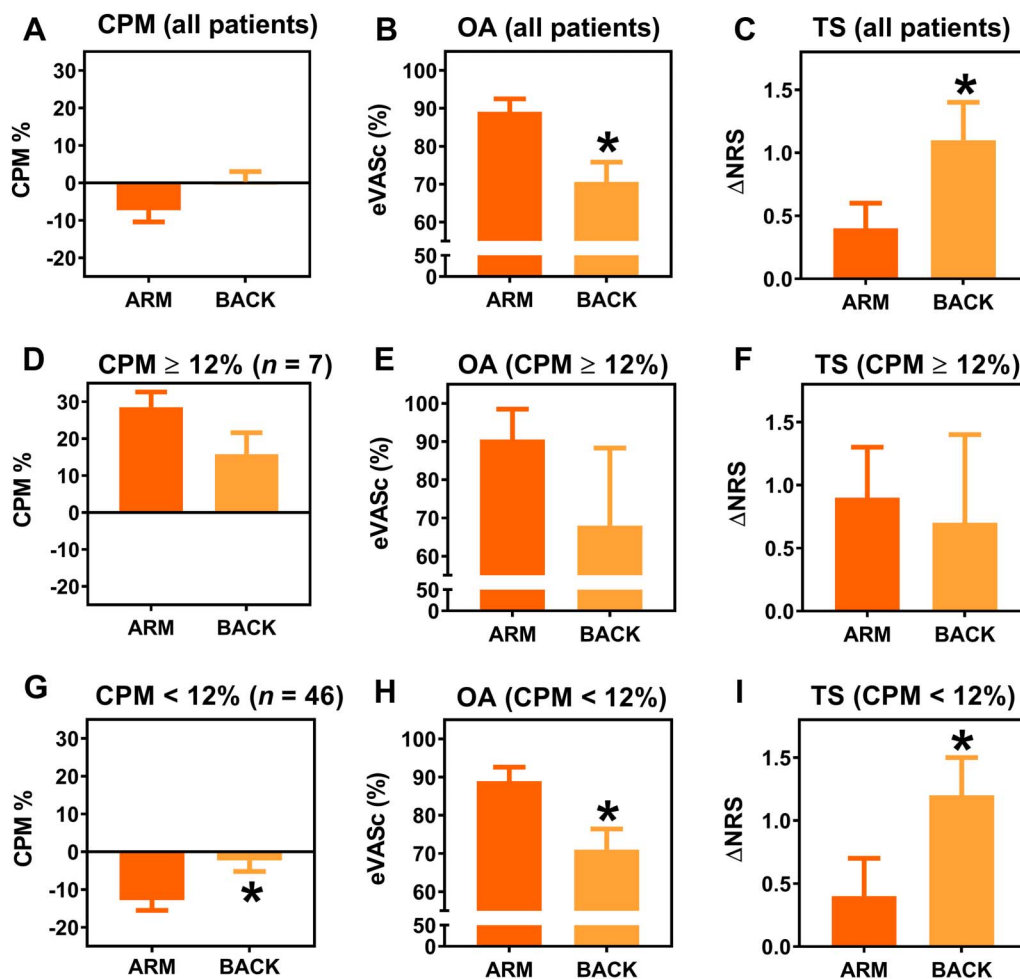 A CPM (all patients)
CPM %
30
20
10
0
-10
-20
ARM BACK
B OA (all patients)
eVASc (%)
100
90
80
70
60
50
0
*
ARM BACK
C TS (all patients)
ΔNRS
1.5
1.0
0.5
0.0
*
ARM BACK
D CPM ≥ 12% (n = 7)
CPM %
30
20
10
0
-10
-20
ARM BACK
E OA (CPM ≥ 12%)
eVASc (%)
100
90
80
70
60
50
0
ARM BACK
F TS (CPM ≥ 12%)
ΔNRS
1.5
1.0
0.5
0.0
ARM BACK
G CPM < 12% (n = 46)
CPM %
30
20
10
0
-10
-20
*
ARM BACK
H OA (CPM < 12%)
eVASc (%)
100
90
80
70
60
50
0
*
ARM BACK
I TS (CPM < 12%)
ΔNRS
1.5
1.0
0.5
0.0
*
ARM BACK